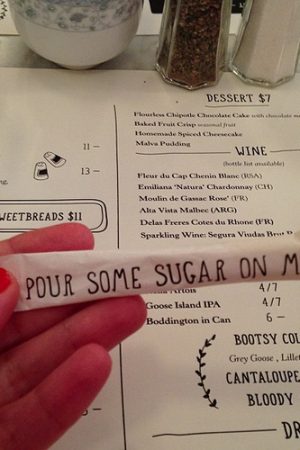 DESSERT $7
Flourless Chipotle Chocolate Cake with chocolate
Baked Fruit Crisp seasonal fruit
Homemade Spiced Cheesecake
Malva Pudding
11 –
13 –
WINE
(bottle list available)
Fleur du Cap Chenin Blanc (RSA)
Emiliana 'Natura' Chardonnay (CH)
Moulin de Gassac Rose' (FR)
Alta Vista Malbec (ARG)
Delas Freres Cotes du Rhone (FR)
Sparkling Wine: Segura Viudas Brut
WEETBREADS $11
POUR SOME SUGAR ON M
Artois 4/7
Goose Island IPA 4/7
Boddington in Can 6 –
BOOTSY COL
Grey Goose , Lille
CANTALOUPE
BLOODY
DR